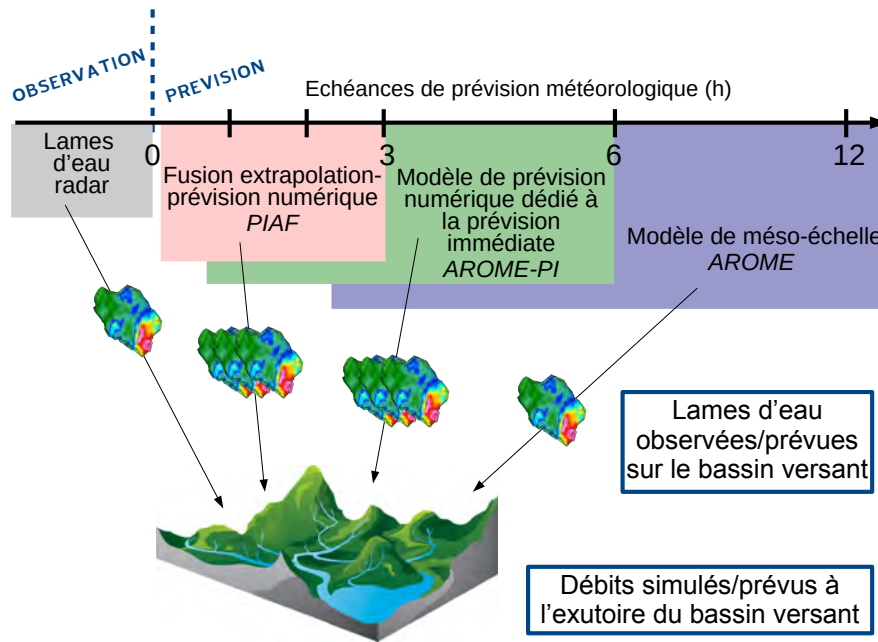 OBSERVATION
PREVISION
Echéances de prévision météorologique (h)
0
3
6
12
Lames
d'eau
radar
Fusion extrapolation-
prévision numérique
PIAF
Modèle de prévision
numérique dédié à
la prévision
immédiate
AROME-PI
Modèle de méso-échelle
AROME
Lames d'eau
observées/prévues
sur le bassin versant
Débits simulés/prévus à
l'exutoire du bassin versant